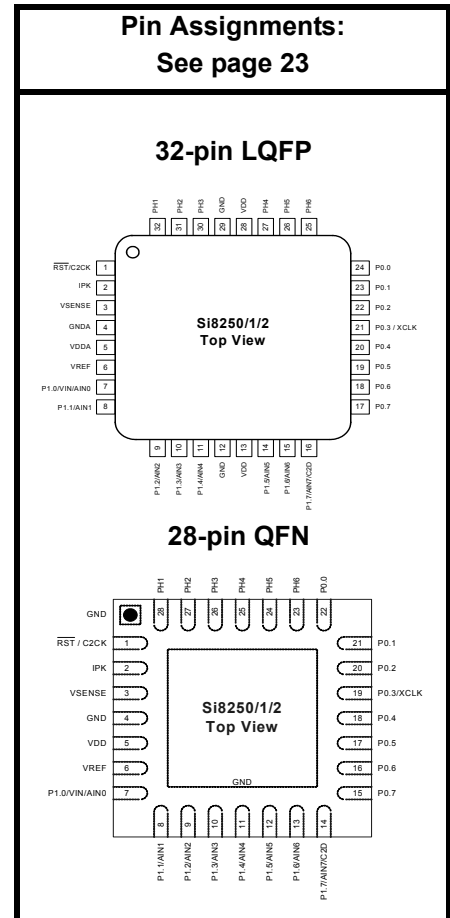 Pin Assignments:
See page 23
32-pin LQFP
PH1
PH2
PH3
GND
VDD
PH4
PH5
PH6
32
31
30
29
28
27
26
25
RST/C2CK 1
IPK 2
VSENSE 3
GNDA 4
VDDA 5
VREF 6
P1.0/VIN/AIN0 7
P1.1/AIN1 8
Si8250/1/2
Top View
24 P0.0
23 P0.1
22 P0.2
21 P0.3 / XCLK
20 P0.4
19 P0.5
18 P0.6
17 P0.7
9
10
11
12
13
14
15
16
P1.2/AIN2
P1.3/AIN3
P1.4/AIN4
GND
VDD
P1.5/AIN5
P1.6/AIN6
P1.7/AIN7/C2D
28-pin QFN
PH1
PH2
PH3
PH4
PH5
PH6
P0.0
GND
28
27
26
25
24
23
22
RST / C2CK 1
IPK 2
VSENSE 3
GND 4
VDD 5
VREF 6
P1.0/VIN/AIN0 7
Si8250/1/2
Top View
GND
21 P0.1
20 P0.2
19 P0.3/XCLK
18 P0.4
17 P0.5
16 P0.6
15 P0.7
8
9
10
11
12
13
14
P1.1/AIN1
P1.2/AIN2
P1.3/AIN3
P1.4/AIN4
P1.5/AIN5
P1.6/AIN6
P1.7/AIN7/C2D